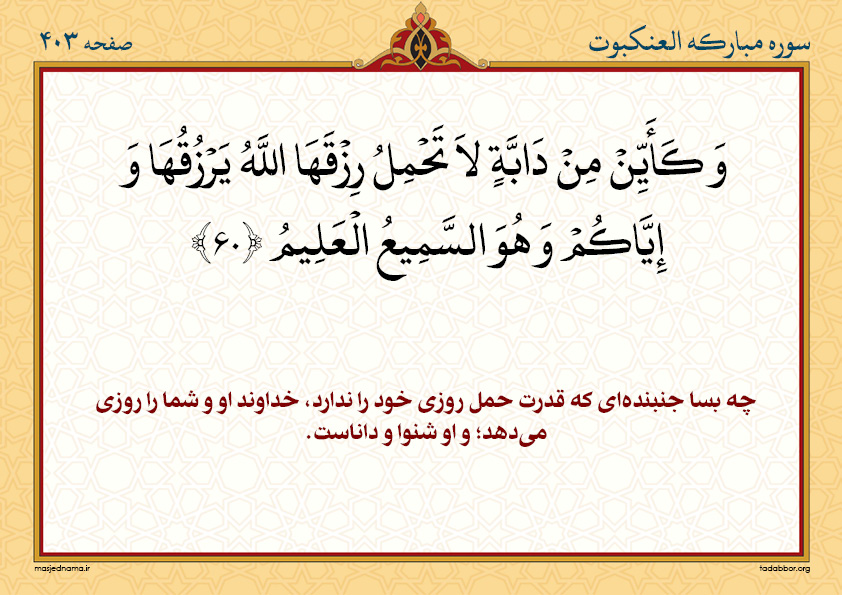 سوره مبارکه العنکبوت
صفحه ۴۰۳
وَ كَأَيِّنْ مِنْ دَابَّةٍ لاَ تَحْمِلُ رِزْقَهَا اللَّهُ يَرْزُقُهَا وَ
إِيَّاكُمْ وَ هُوَ السَّمِيعُ الْعَلِيمُ ﴿۶۰﴾
چه بسا جنبنده‌ای که قدرت حمل روزی خود را ندارد، خداوند او و شما را روزی
می‌دهد؛ و او شنوا و داناست.
masjednama.ir
tadabbor.org